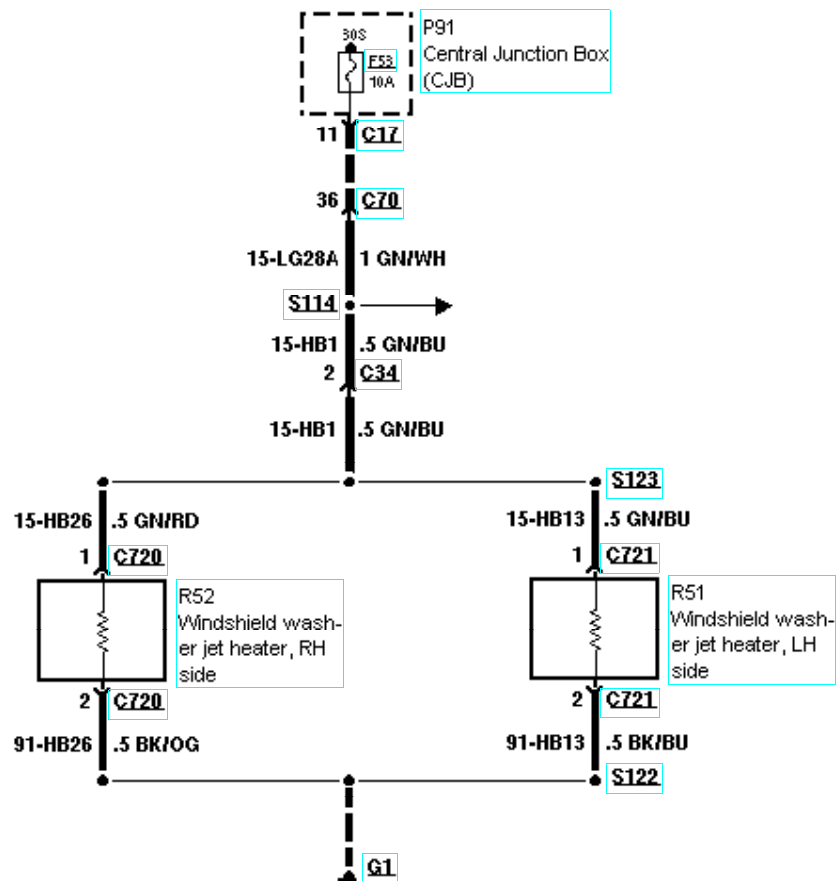 P91
Central Junction Box
(CJB)
30S
F53
10A
11 C17
36 C70
15-LG28A 1 GN/WH
S114
15-HB1 .5 GN/BU
2 C34
15-HB1 .5 GN/BU
S123
15-HB26 .5 GN/RD
15-HB13 .5 GN/BU
1 C720
1 C721
R52
Windshield wash-
er jet heater, RH
side
R51
Windshield wash-
er jet heater, LH
side
2 C720
2 C721
91-HB26 .5 BK/OG
91-HB13 .5 BK/BU
S122
G1